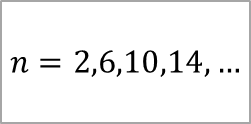 n = 2,6,10,14, ...